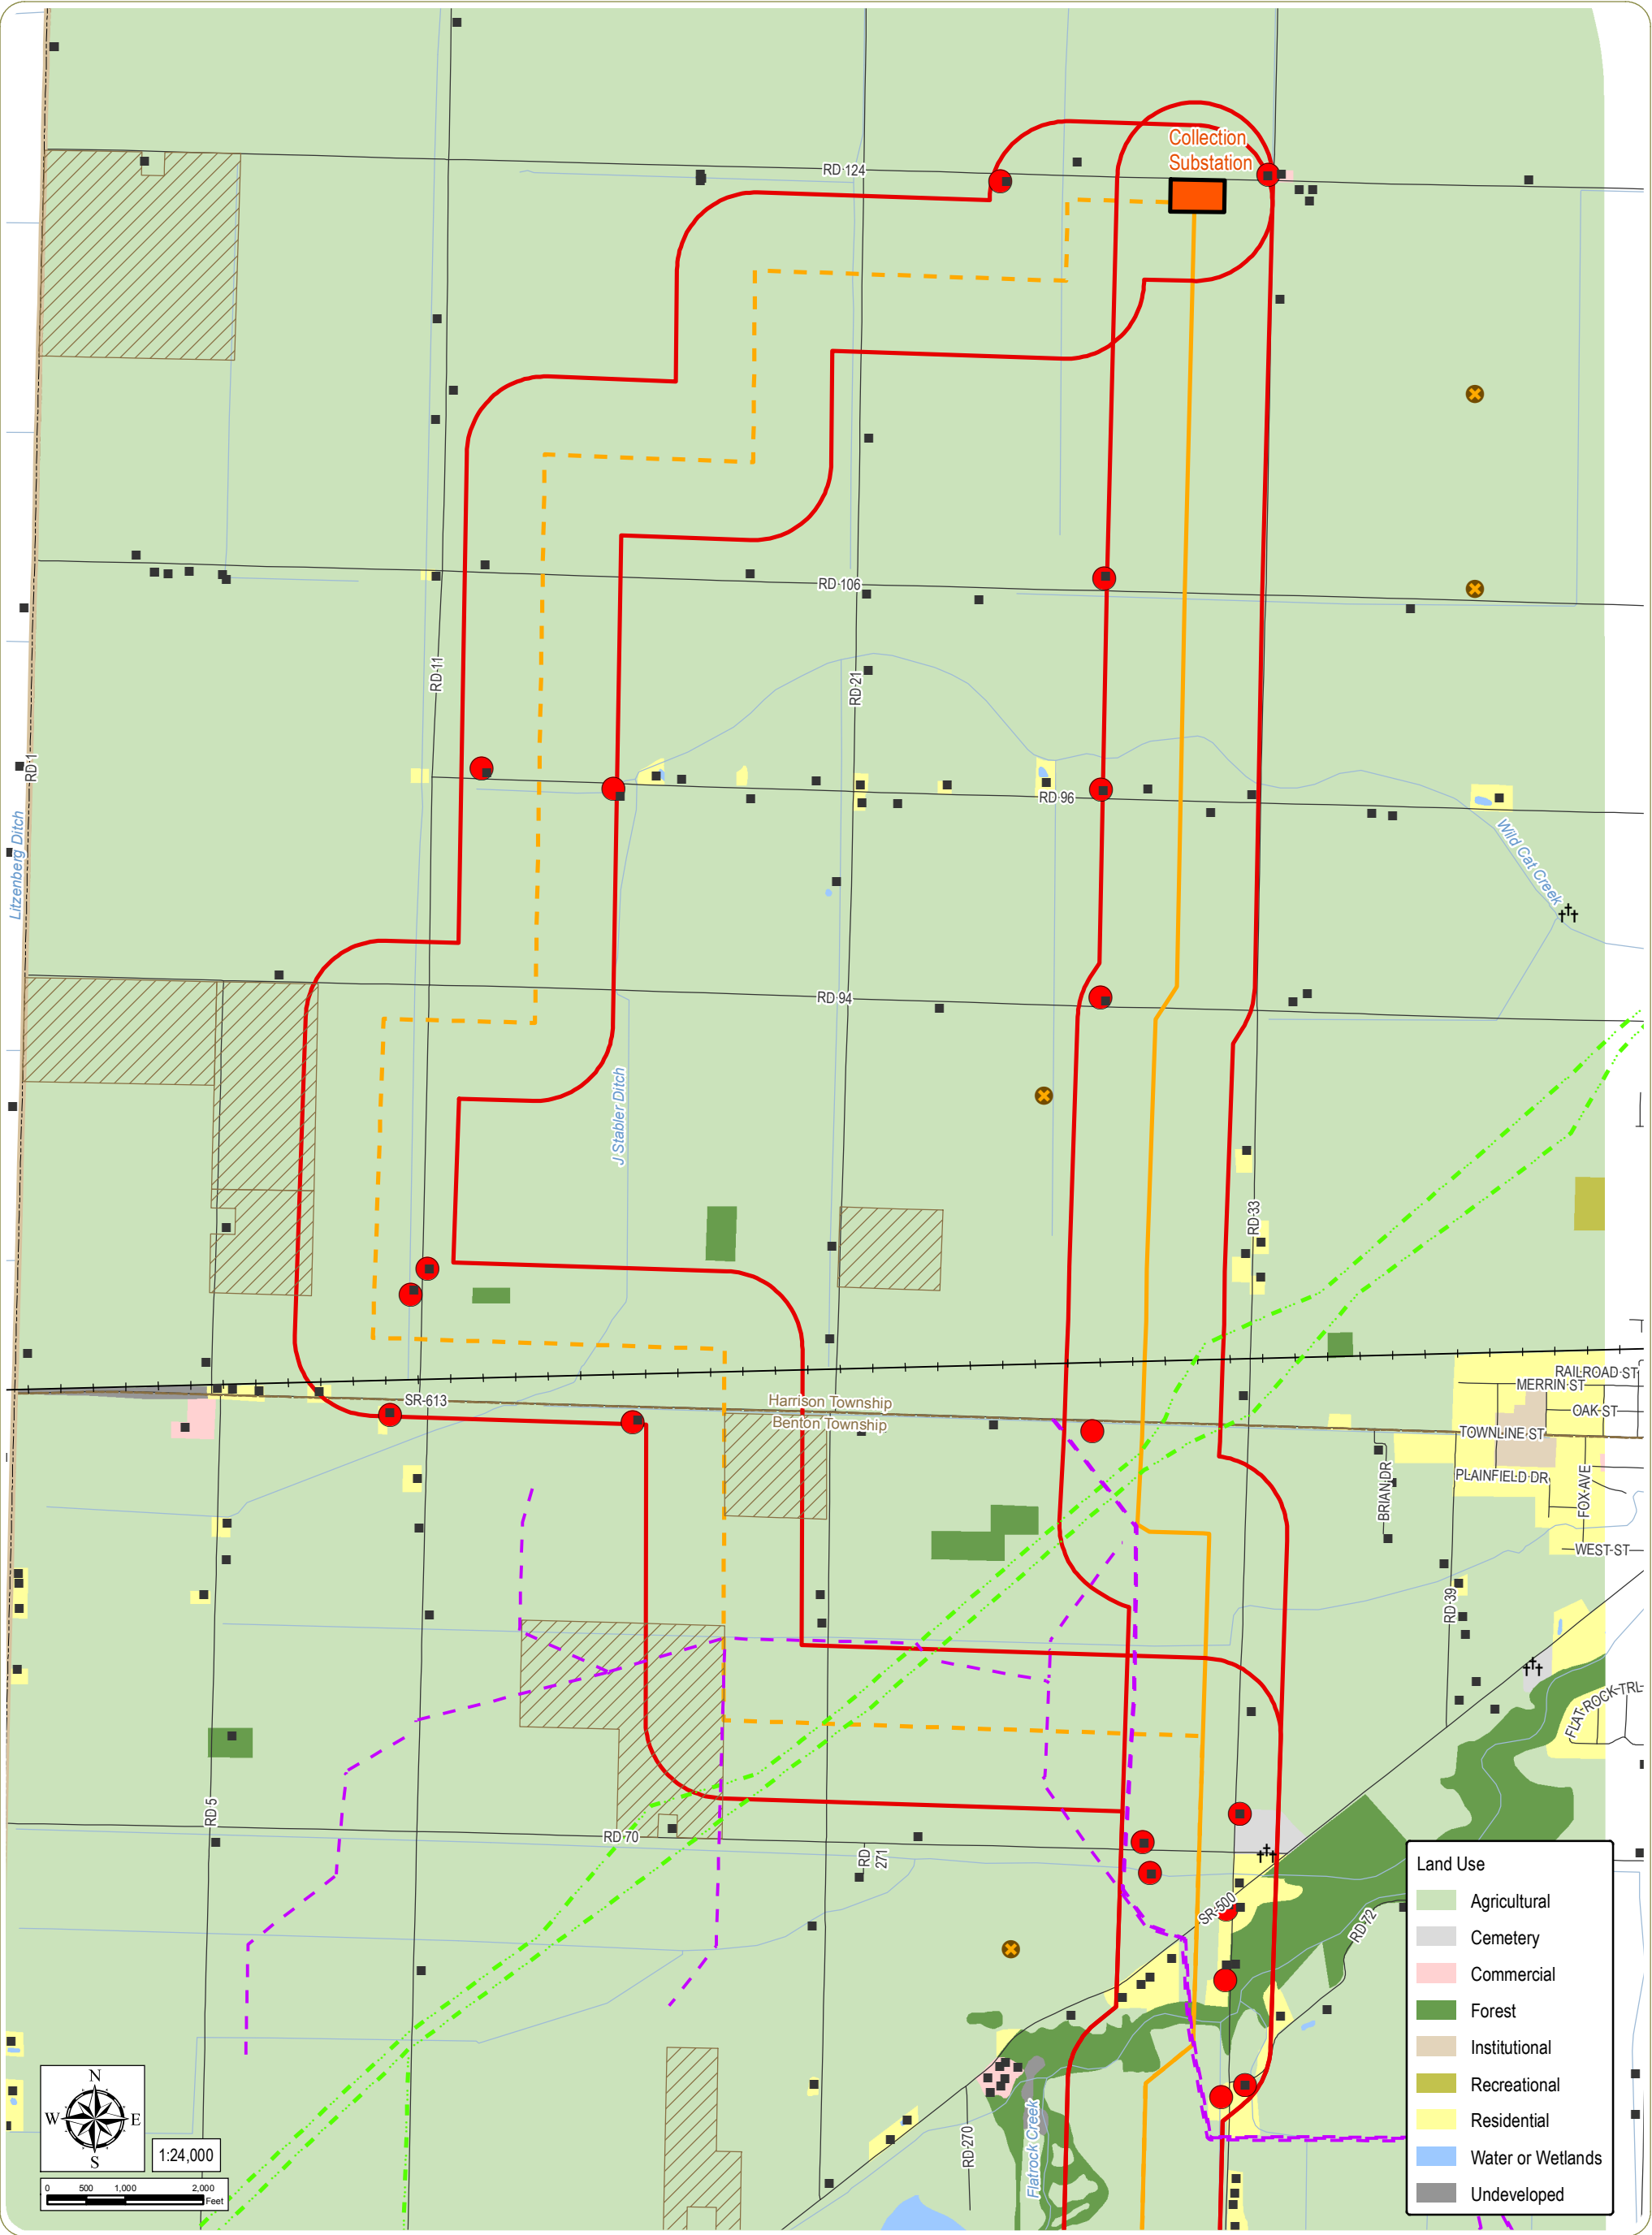 Collection
Substation
RD 124
RD 106
RD 11
RD 21
RD 1
RD 96
Litzenberg Ditch
Wild Cat Creek
RD 94
J Stabler Ditch
RD 33
RAILROAD ST
MERRIN ST
SR-613
Harrison Township
OAK ST
Benton Township
TOWNLINE ST
PLAINFIELD DR
BRIAN DR
FOX AVE
WEST ST
RD 39
FLAT ROCK TRL
RD 5
RD 70
RD 271
SR-500
RD 72
RD 270
Flatrock Creek
Land Use
Agricultural
Cemetery
Commercial
Forest
Institutional
Recreational
Residential
Water or Wetlands
Undeveloped
N
W E
S
1:24,000
0 500 1,000 2,000
Feet